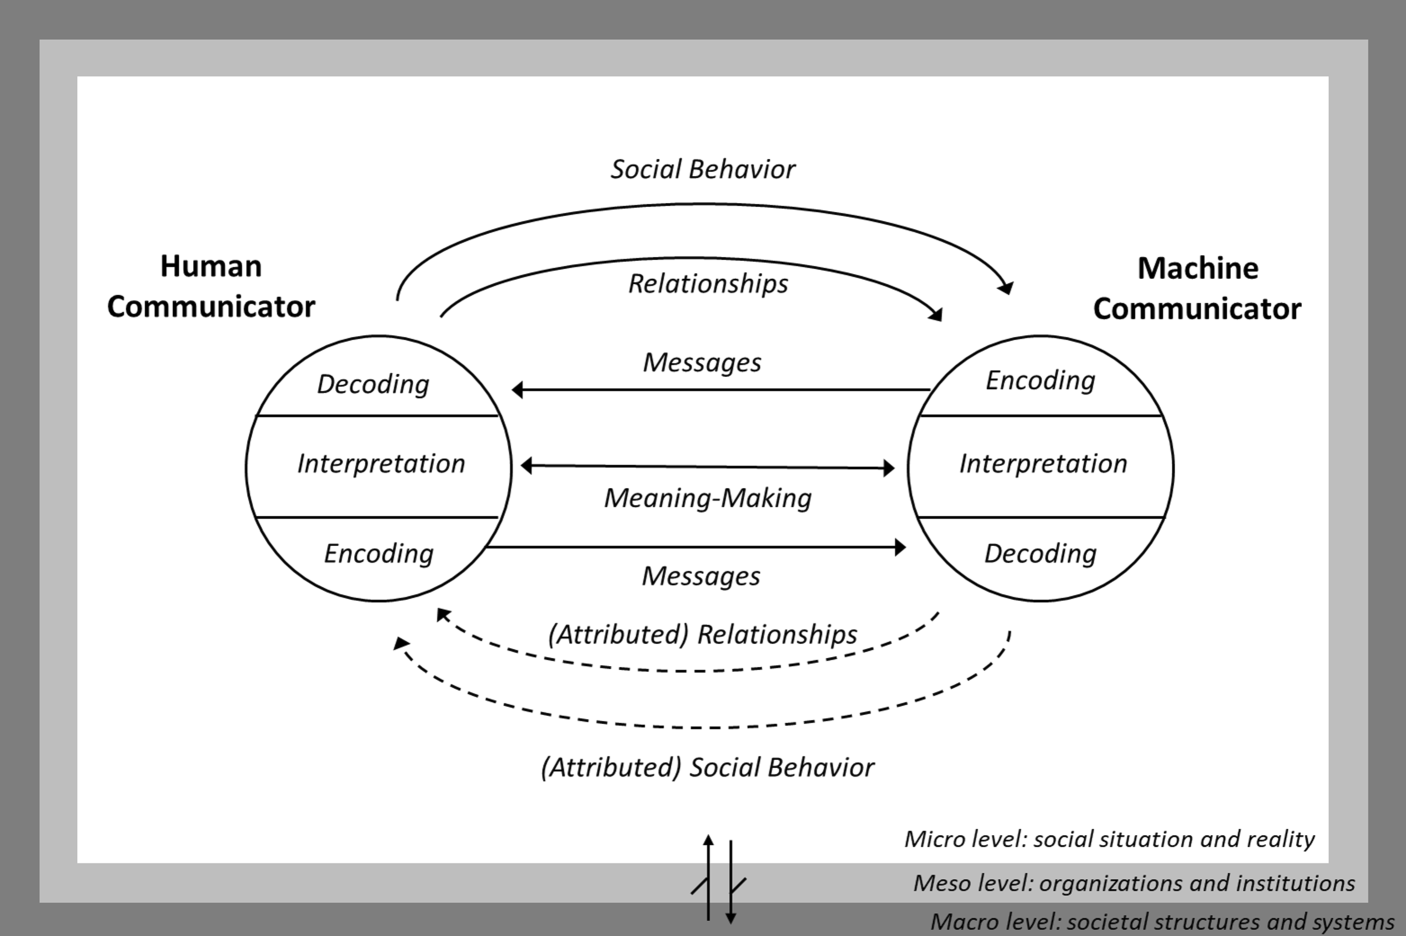 Social Behavior
Relationships
Human
Communicator
Machine
Communicator
Messages
Decoding
Encoding
Interpretation
Interpretation
Meaning-Making
Encoding
Decoding
Messages
(Attributed) Relationships
(Attributed) Social Behavior
Micro level: social situation and reality
Meso level: organizations and institutions
Macro level: societal structures and systems